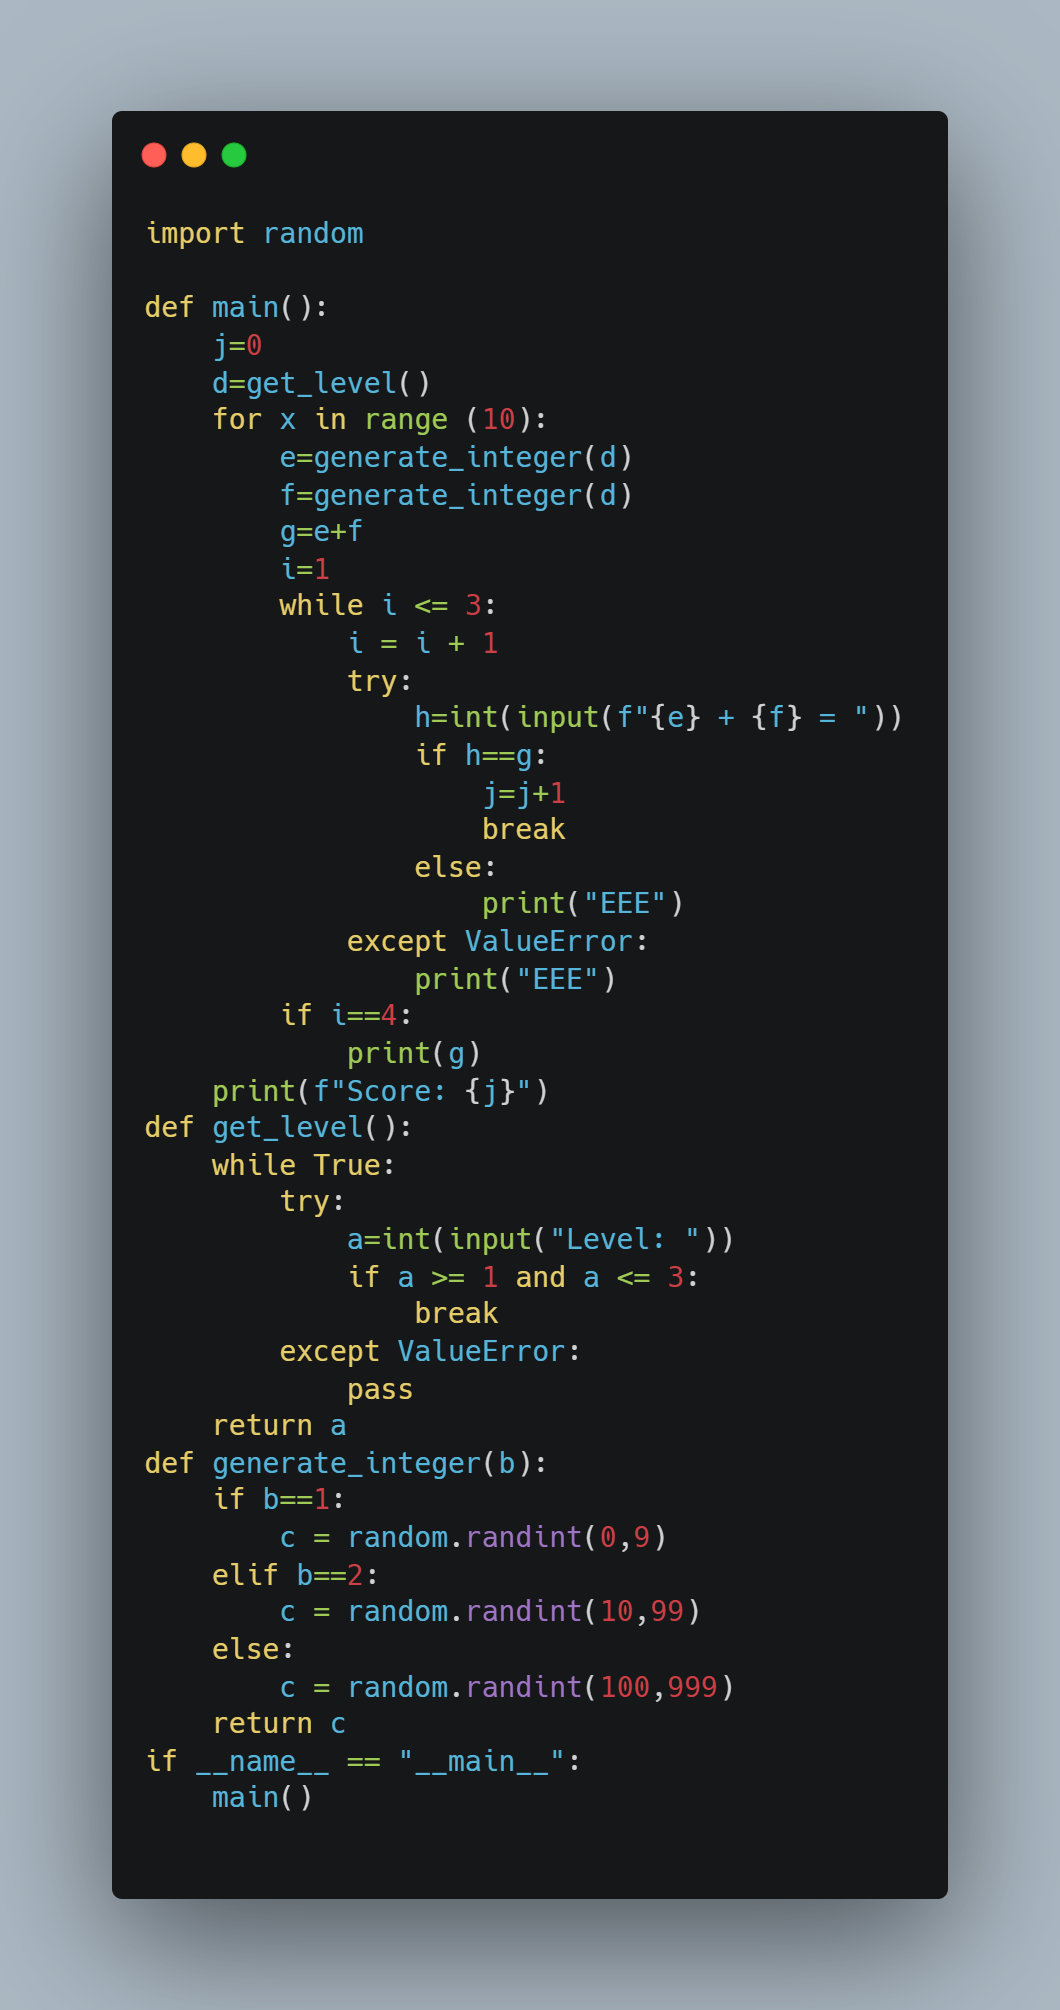 import random

def main():
    j=0
    d=get_level()
    for x in range (10):
        e=generate_integer(d)
        f=generate_integer(d)
        g=e+f
        i=1
        while i <= 3:
            i = i + 1
            try:
                h=int(input(f"{e} + {f} = "))
                if h==g:
                    j=j+1
                    break
                else:
                    print("EEE")
            except ValueError:
                print("EEE")
        if i==4:
            print(g)
    print(f"Score: {j}")
def get_level():
    while True:
        try:
            a=int(input("Level: "))
            if a >= 1 and a <= 3:
                break
        except ValueError:
            pass
    return a
def generate_integer(b):
    if b==1:
        c = random.randint(0,9)
    elif b==2:
        c = random.randint(10,99)
    else:
        c = random.randint(100,999)
    return c
if __name__ == "__main__":
    main()